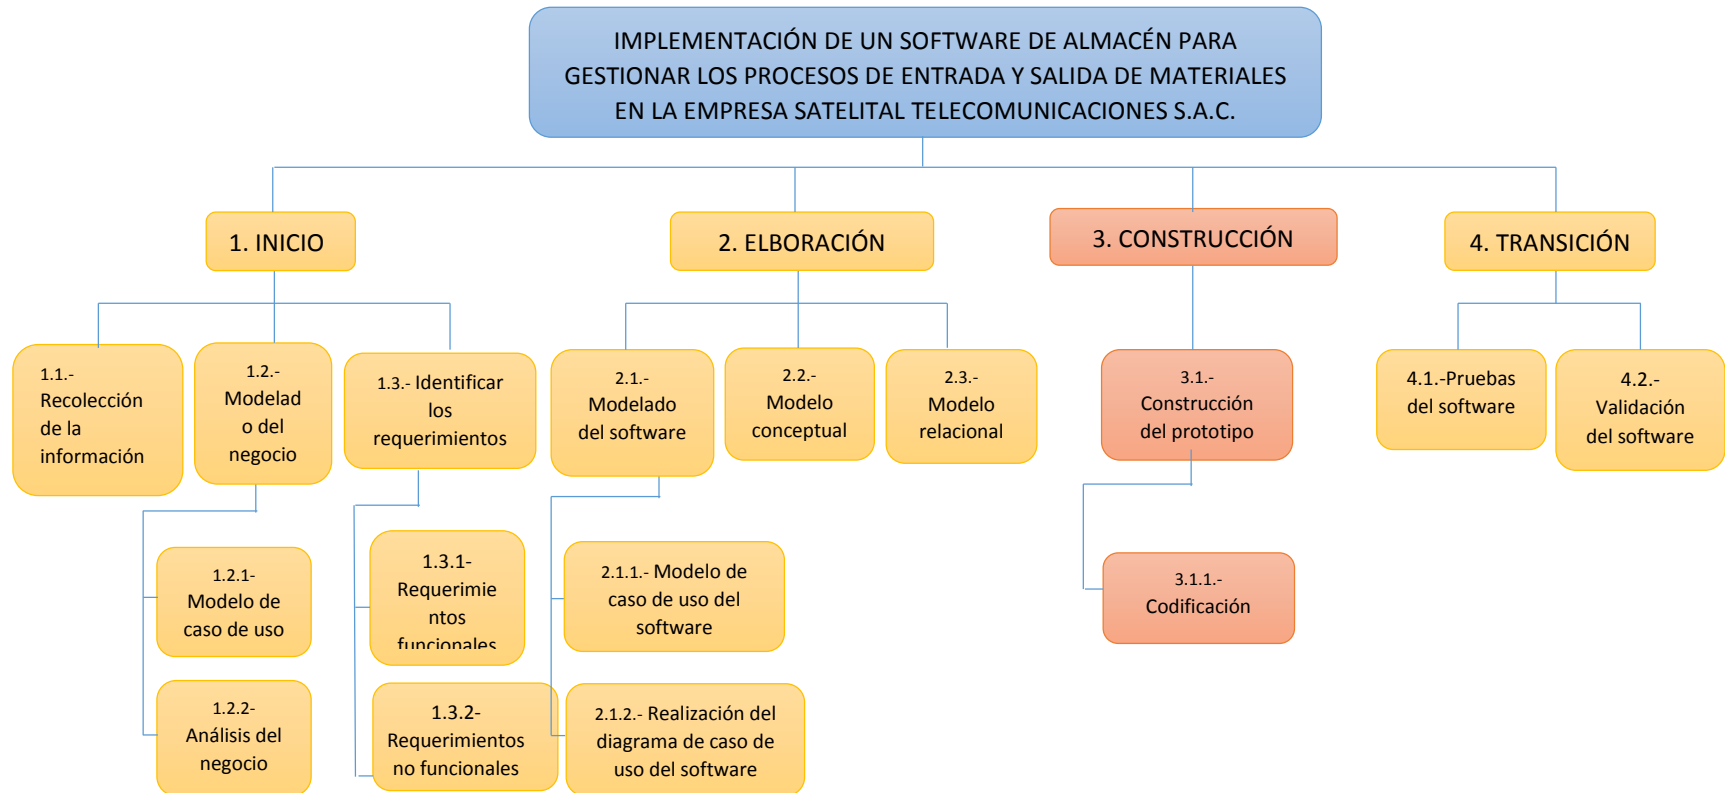 IMPLEMENTACIÓN DE UN SOFTWARE DE ALMACÉN PARA
GESTIONAR LOS PROCESOS DE ENTRADA Y SALIDA DE MATERIALES
EN LA EMPRESA SATELITAL TELECOMUNICACIONES S.A.C.
1. INICIO
2. ELBORACIÓN
3. CONSTRUCCIÓN
4. TRANSICIÓN
1.1.-
Recolección
de la
información
1.2.-
Modelad
o del
negocio
1.3.- Identificar
los
requerimientos
2.1.-
Modelado
del software
2.2.-
Modelo
conceptual
2.3.-
Modelo
relacional
3.1.-
Construcción
del prototipo
4.1.-Pruebas
del software
4.2.-
Validación
del software
1.2.1-
Modelo de
caso de uso
1.2.2-
Análisis del
negocio
1.3.1-
Requerimie
ntos
funcionales
1.3.2-
Requerimientos
no funcionales
2.1.1.- Modelo de
caso de uso del
software
2.1.2.- Realización del
diagrama de caso de
uso del software
3.1.1.-
Codificación